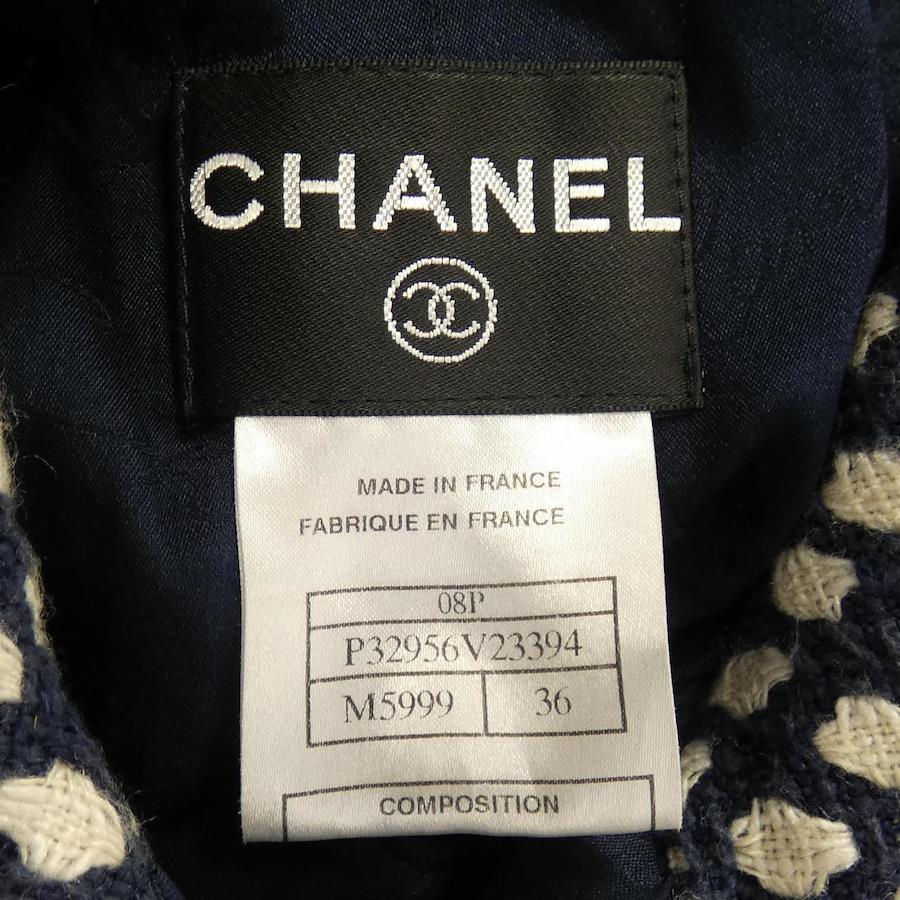 CHANEL
MADE IN FRANCE
FABRIQUE EN FRANCE
08P
P32956V23394
M5999 36
COMPOSITION